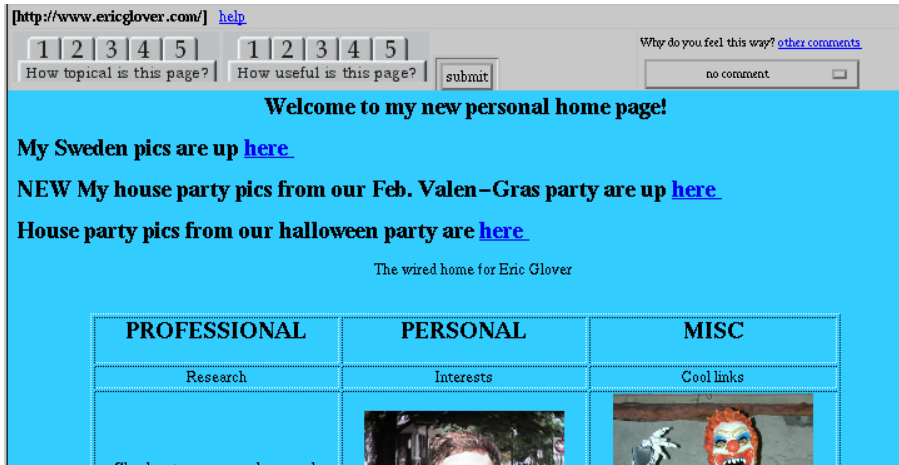 [http://www.ericglover.com/] help
1 2 3 4 5 1 2 3 4 5 Why do you feel this way? other comments
How topical is this page? How useful is this page? submit no comment
Welcome to my new personal home page!
My Sweden pics are up here
NEW My house party pics from our Feb. Valen-Gras party are up here
House party pics from our halloween party are here
The wired home for Eric Glover
PROFESSIONAL PERSONAL MISC
Research Interests Cool links